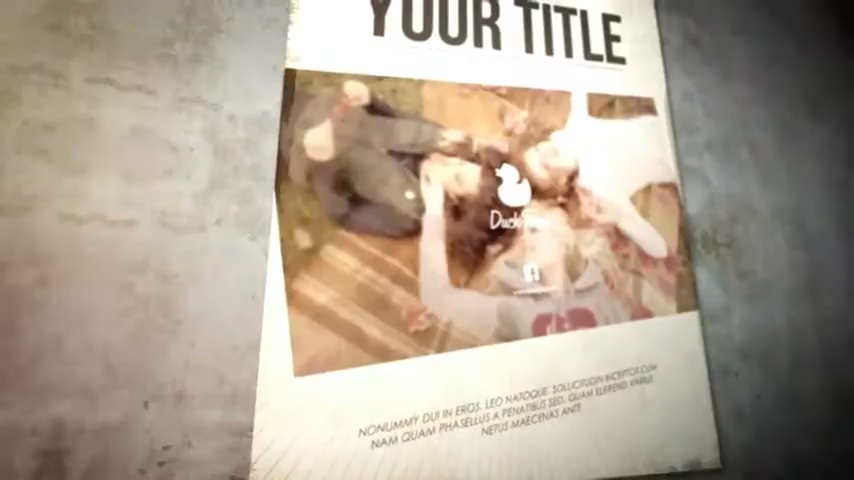 YOUR TITLE
NONUMMY DUI IN EROS, LEO NATOQUE, SOLLICITUDIN INCEPTOS CUM
NAM QUAM PHASELLUS A PENATIBUS SED, QUAM ELEIFEND VARIUS
NETUS MAECENAS ANTE